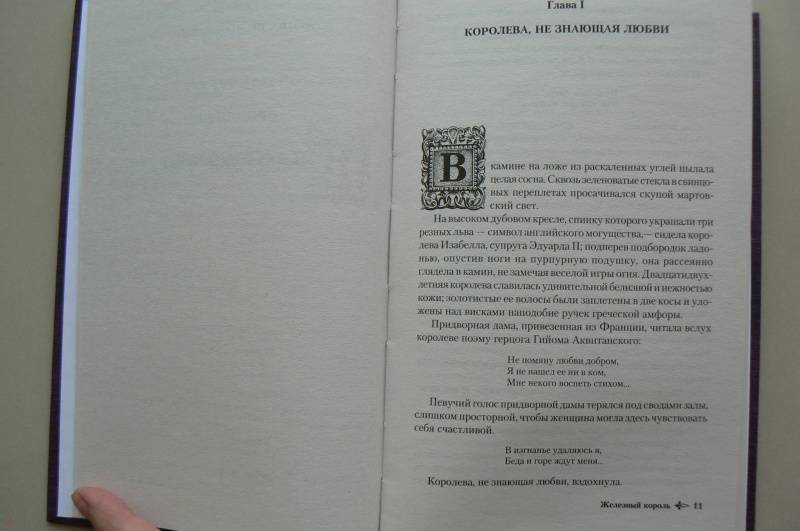 Глава I
КОРОЛЕВА, НЕ ЗНАЮЩАЯ ЛЮБВИ
В камине на ложе из раскаленных углей пылала
целая сосна. Сквозь зеленоватые стекла в свинцо-
вых переплетах просачивался скупой мартов-
ский свет.
На высоком дубовом кресле, спинку которого украшали три
резных льва — символ английского могущества,— сидела коро-
лева Изабелла, супруга Эдуарда II; подперев подбородок ладо-
нью, опустив ноги на пурпурную подушку, она рассеянно
глядела в камин, не замечая веселой игры огня. Двадцатидвух-
летняя королева славилась удивительной белизной и нежностью
кожи; золотистые ее волосы были заплетены в две косы и уло-
жены над висками наподобие ручек греческой амфоры.
Придворная дама, привезенная из Франции, читала вслух
королеве поэму герцога Гийома Аквитанского:
Не помяну любви добром,
Я не нашел ее ни в ком,
Мне некого воспеть стихом...
Певучий голос придворной дамы терялся под сводами залы,
слишком просторной, чтобы женщина могла здесь чувствовать
себя счастливой.
В изгнанье удаляюсь я,
Беда и горе ждут меня...
Королева, не знающая любви, вздохнула.
Железный король 11